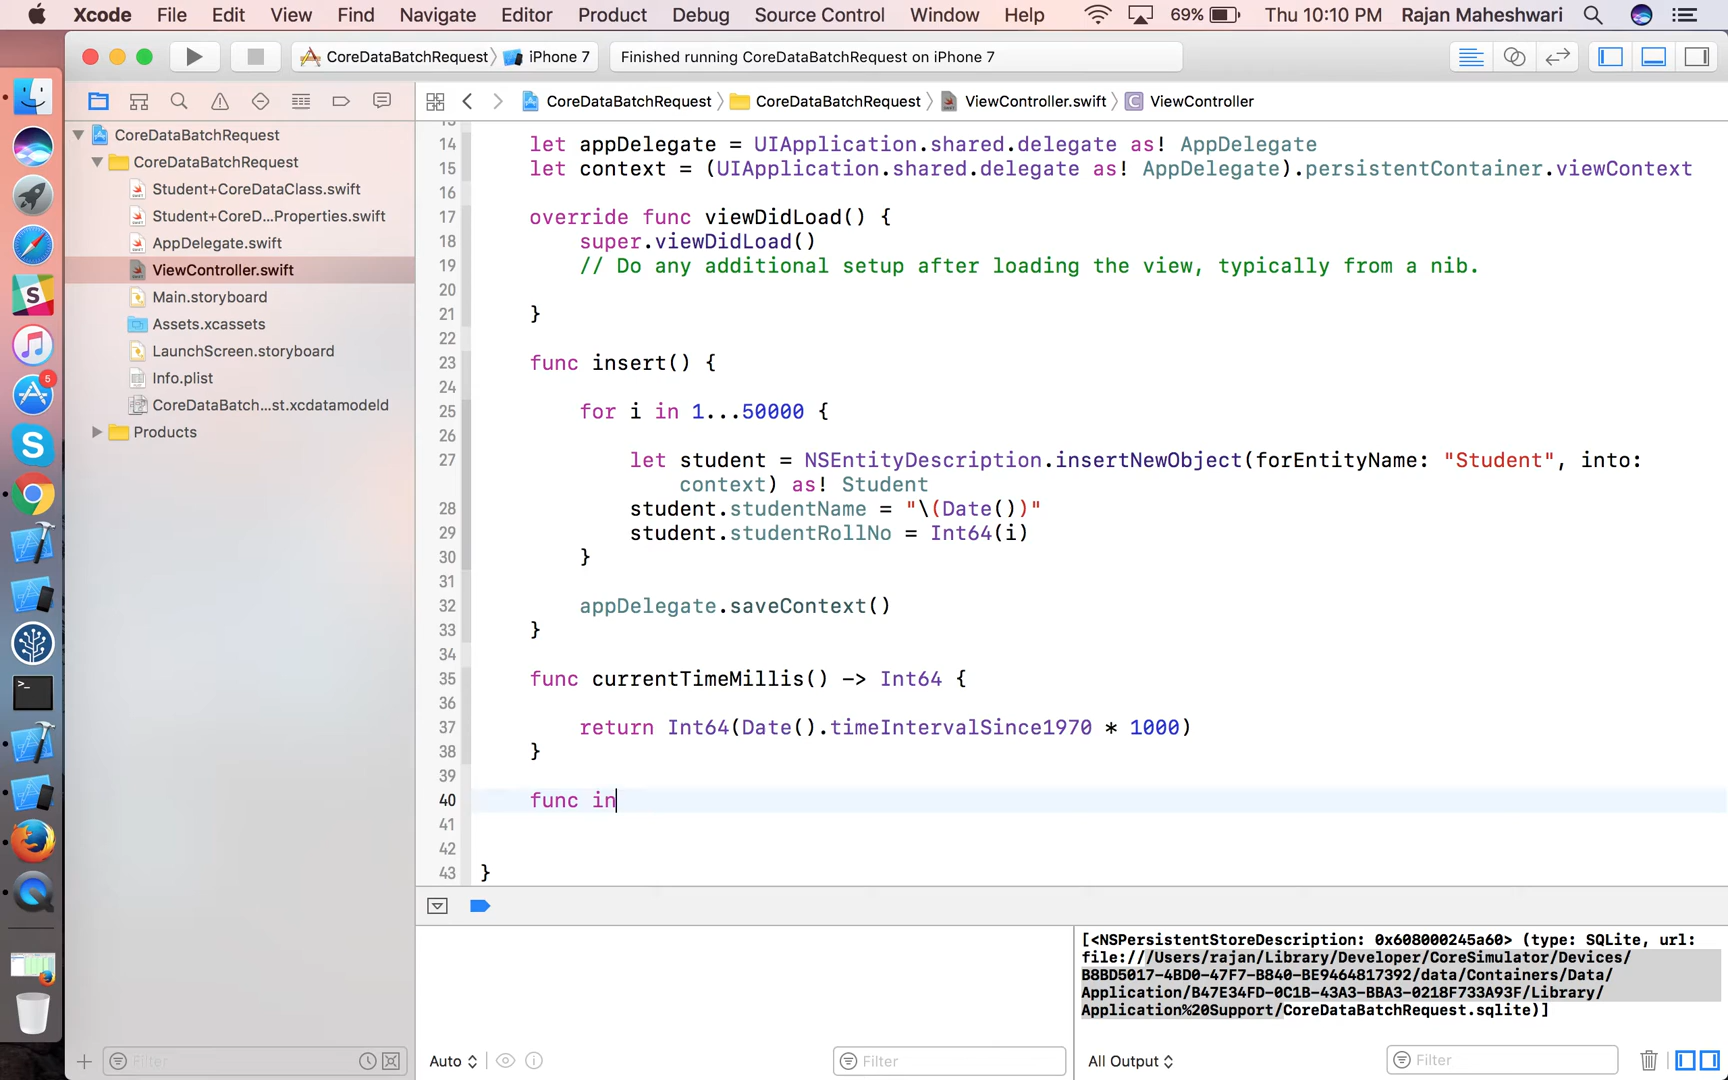 Xcode File Edit View Find Navigate Editor Product Debug Source Control Window Help 69% Thu 10:10 PM Rajan Maheshwari
CoreDataBatchRequest iPhone 7 Finished running CoreDataBatchRequest on iPhone 7
CoreDataBatchRequest CoreDataBatchRequest ViewController.swift C ViewController
CoreDataBatchRequest
CoreDataBatchRequest
Student+CoreDataClass.swift
Student+CoreD...Properties.swift
AppDelegate.swift
ViewController.swift
Main.storyboard
Assets.xcassets
LaunchScreen.storyboard
Info.plist
CoreDataBatch...st.xcdatamodeld
Products
S
5
S
>_
13
14 let appDelegate = UIApplication.shared.delegate as! AppDelegate
15 let context = (UIApplication.shared.delegate as! AppDelegate).persistentContainer.viewContext
16
17 override func viewDidLoad() {
18 super.viewDidLoad()
19 // Do any additional setup after loading the view, typically from a nib.
20
21 }
22
23 func insert() {
24
25 for i in 1...50000 {
26
27 let student = NSEntityDescription.insertNewObject(forEntityName: "Student", into:
context) as! Student
28 student.studentName = "\(Date())"
29 student.studentRollNo = Int64(i)
30 }
31
32 appDelegate.saveContext()
33 }
34
35 func currentTimeMillis() -> Int64 {
36
37 return Int64(Date().timeIntervalSince1970 * 1000)
38 }
39
40 func in
41
42
43 }
[<NSPersistentStoreDescription: 0x608000245a60> (type: SQLite, url:
file:///Users/rajan/Library/Developer/CoreSimulator/Devices/
B8BD5017-4BD0-47F7-B840-BE9464817392/data/Containers/Data/
Application/B47E34FD-0C1B-43A3-BBA3-0218F733A93F/Library/
Application%20Support/CoreDataBatchRequest.sqlite)]
Filter Auto Filter All Output Filter